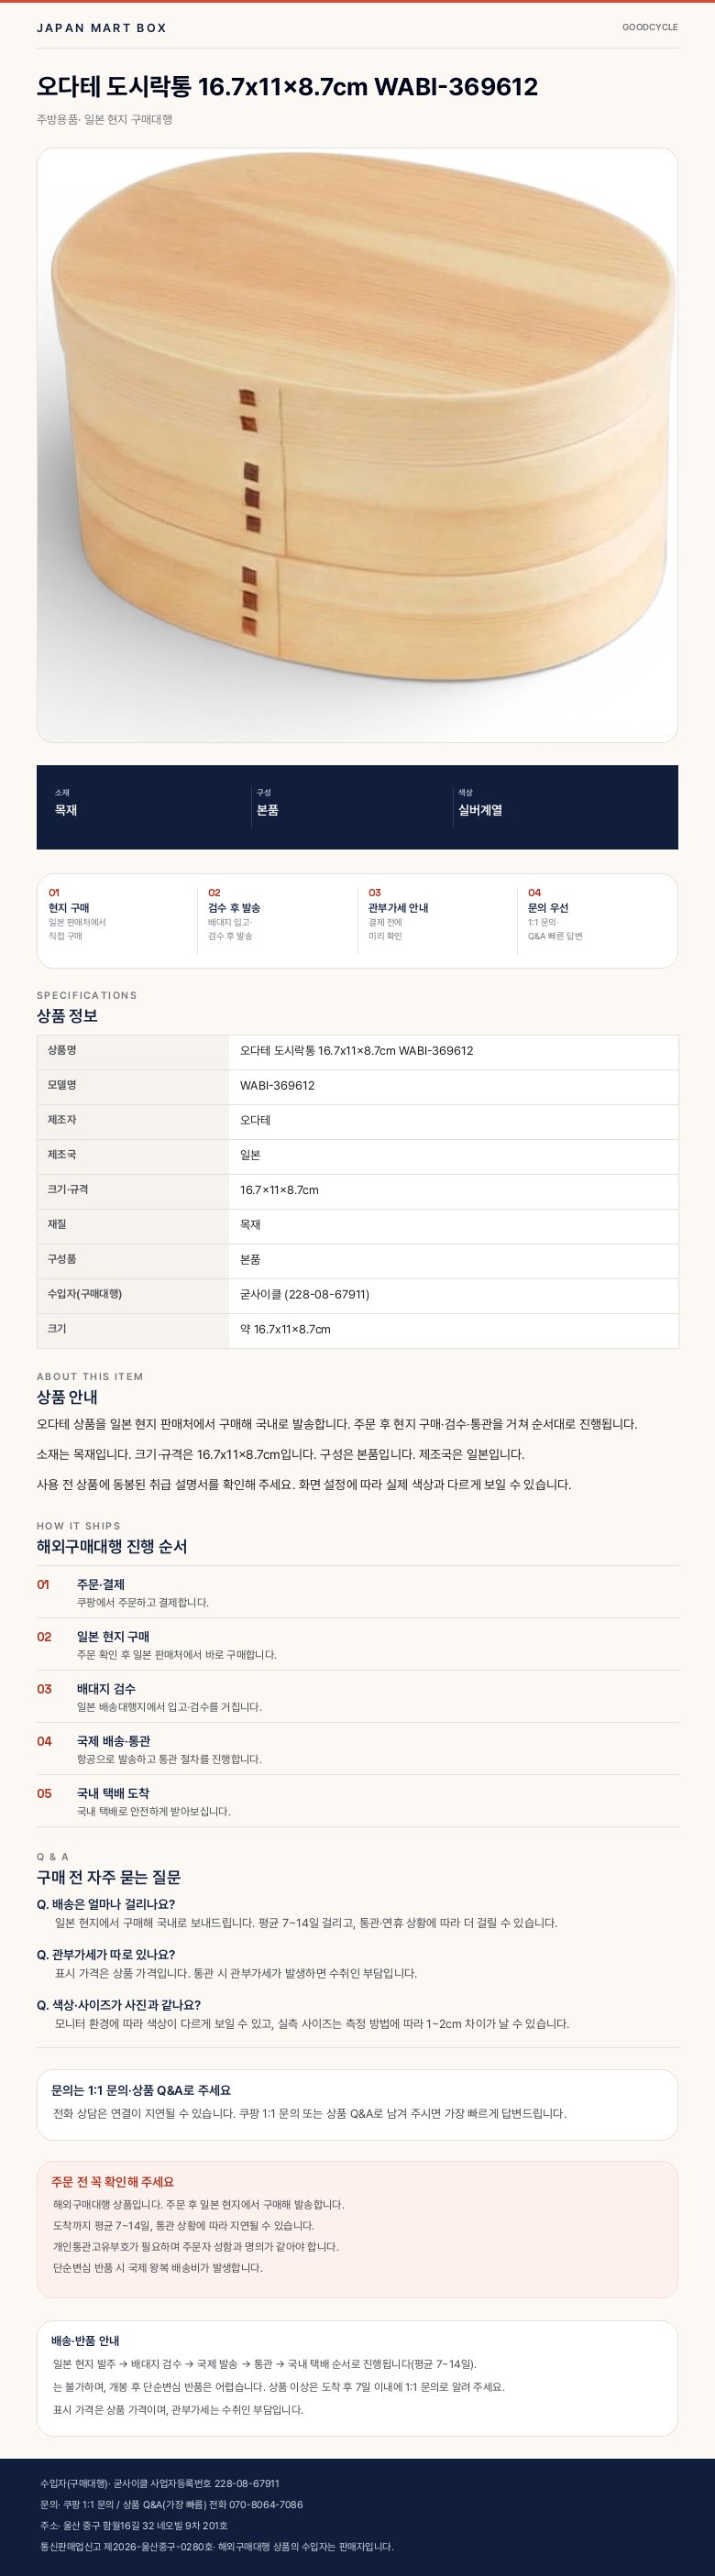 JAPAN MART BOX
GOODCYCLE
오다테 도시락통 16.7x11×8.7cm WABI-369612
주방용품· 일본 현지 구매대행
소재
목재
구성
본품
색상
실버계열
01
현지 구매
일본 판매처에서
직접 구매
02
검수 후 발송
배대지 입고·
검수 후 발송
03
관부가세 안내
결제 전에
미리 확인
04
문의 우선
1:1 문의·
Q&A 빠른 답변
SPECIFICATIONS
상품 정보
상품명 오다테 도시락통 16.7x11×8.7cm WABI-369612
모델명 WABI-369612
제조자 오다테
제조국 일본
크기·규격 16.7×11×8.7cm
재질 목재
구성품 본품
수입자(구매대행) 굳사이클 (228-08-67911)
크기 약 16.7x11×8.7cm
ABOUT THIS ITEM
상품 안내
오다테 상품을 일본 현지 판매처에서 구매해 국내로 발송합니다. 주문 후 현지 구매·검수·통관을 거쳐 순서대로 진행됩니다.
소재는 목재입니다. 크기·규격은 16.7x11×8.7cm입니다. 구성은 본품입니다. 제조국은 일본입니다.
사용 전 상품에 동봉된 취급 설명서를 확인해 주세요. 화면 설정에 따라 실제 색상과 다르게 보일 수 있습니다.
HOW IT SHIPS
해외구매대행 진행 순서
01 주문·결제
쿠팡에서 주문하고 결제합니다.
02 일본 현지 구매
주문 확인 후 일본 판매처에서 바로 구매합니다.
03 배대지 검수
일본 배송대행지에서 입고·검수를 거칩니다.
04 국제 배송·통관
항공으로 발송하고 통관 절차를 진행합니다.
05 국내 택배 도착
국내 택배로 안전하게 받아보십니다.
Q & A
구매 전 자주 묻는 질문
Q. 배송은 얼마나 걸리나요?
일본 현지에서 구매해 국내로 보내드립니다. 평균 7~14일 걸리고, 통관·연휴 상황에 따라 더 걸릴 수 있습니다.
Q. 관부가세가 따로 있나요?
표시 가격은 상품 가격입니다. 통관 시 관부가세가 발생하면 수취인 부담입니다.
Q. 색상·사이즈가 사진과 같나요?
모니터 환경에 따라 색상이 다르게 보일 수 있고, 실측 사이즈는 측정 방법에 따라 1~2cm 차이가 날 수 있습니다.
문의는 1:1 문의·상품 Q&A로 주세요
전화 상담은 연결이 지연될 수 있습니다. 쿠팡 1:1 문의 또는 상품 Q&A로 남겨 주시면 가장 빠르게 답변드립니다.
주문 전 꼭 확인해 주세요
해외구매대행 상품입니다. 주문 후 일본 현지에서 구매해 발송합니다.
도착까지 평균 7~14일, 통관 상황에 따라 지연될 수 있습니다.
개인통관고유부호가 필요하며 주문자 성함과 명의가 같아야 합니다.
단순변심 반품 시 국제 왕복 배송비가 발생합니다.
배송·반품 안내
일본 현지 발주 → 배대지 검수 → 국제 발송 → 통관 → 국내 택배 순서로 진행됩니다(평균 7~14일).
는 불가하며, 개봉 후 단순변심 반품은 어렵습니다. 상품 이상은 도착 후 7일 이내에 1:1 문의로 알려 주세요.
표시 가격은 상품 가격이며, 관부가세는 수취인 부담입니다.
수입자(구매대행)· 굳사이클 사업자등록번호 228-08-67911
문의· 쿠팡 1:1 문의 / 상품 Q&A(가장 빠름) 전화 070-8064-7086
주소· 울산 중구 함월16길 32 네오빌 9차 201호
통신판매업신고 제2026-울산중구-0280호· 해외구매대행 상품의 수입자는 판매자입니다.